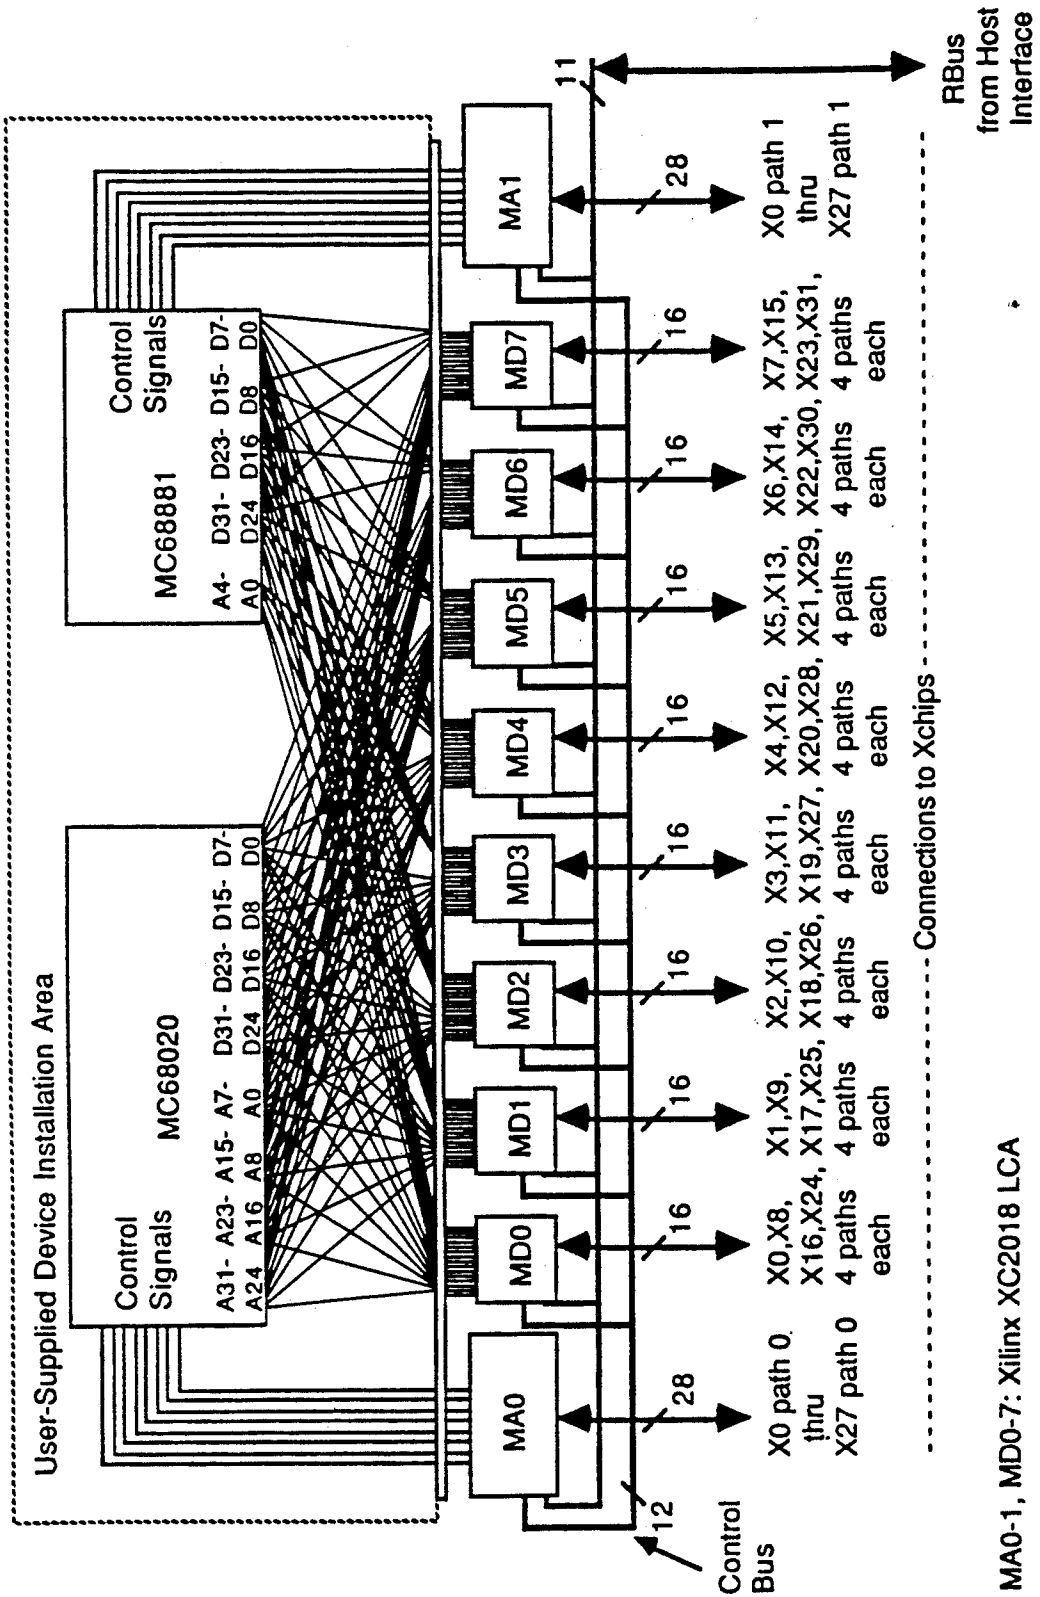 User-Supplied Device Installation Area
Control
Signals
MC68020
A31- A23- A15- A7- D31- D23- D15- D7-
A24 A16 A8 A0 D24 D16 D8 D0
MC68881
Control
Signals
A4- D31- D23- D15- D7-
A0 D24 D16 D8 D0
MA0
MD0
MD1
MD2
MD3
MD4
MD5
MD6
MD7
MA1
11
12
Control
Bus
28
16
16
16
16
16
16
16
16
28
X0 path 0
thru
X27 path 0
X0,X8,
X16,X24,
4 paths
each
X1,X9,
X17,X25,
4 paths
each
X2,X10,
X18,X26,
4 paths
each
X3,X11,
X19,X27,
4 paths
each
X4,X12,
X20,X28,
4 paths
each
X5,X13,
X21,X29,
4 paths
each
X6,X14,
X22,X30,
4 paths
each
X7,X15,
X23,X31,
4 paths
each
X0 path 1
thru
X27 path 1
RBus
from Host
Interface
Connections to Xchips
MA0-1, MD0-7: Xilinx XC2018 LCA